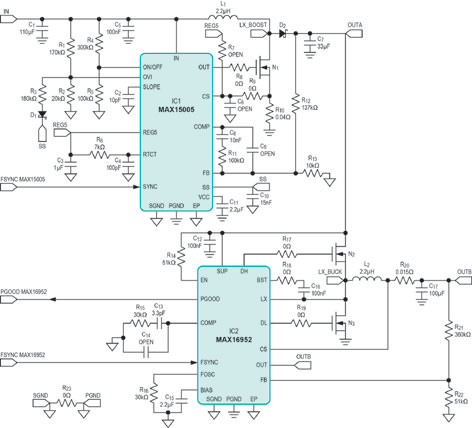 IN
C1
110µF
R1
170kΩ
R4
300kΩ
C5
100nF
L1
2.2µH
REG5
LX_BOOST
D2
C7
33µF
OUTA
R7
OPEN
N1
IN
ON/OFF
OVI
SLOPE
OUT
R8
0Ω
R9
0Ω
R3
180kΩ
R2
20kΩ
R5
100kΩ
C2
10pF
D1
SS
IC1
MAX15005
CS
C6
OPEN
R10
0.04Ω
R12
137kΩ
REG5
R6
7kΩ
C3
1µF
C4
100pF
REG5
RTCT
COMP
C8
10nF
R11
100kΩ
C9
OPEN
FB
R13
10kΩ
FSYNC MAX15005
SYNC
SS
SS
VCC
C10
15nF
SGND
PGND
EP
C11
2.2µF
C12
100nF
R14
51kΩ
R17
0Ω
N2
SUP
DH
R18
0Ω
LX_BUCK
L2
2.2µH
R20
0.015Ω
OUTB
EN
BST
C16
100nF
C17
100µF
PGOOD MAX16952
PGOOD
LX
R15
30kΩ
C13
3.3pF
R19
0Ω
N3
COMP
DL
R21
360kΩ
C14
OPEN
IC2
MAX16952
CS
FSYNC MAX16952
FSYNC
OUT
OUTB
FOSC
FB
SGND
R23
0Ω
PGND
R16
30kΩ
C15
2.2µF
BIAS
SGND
PGND
EP
R22
51kΩ